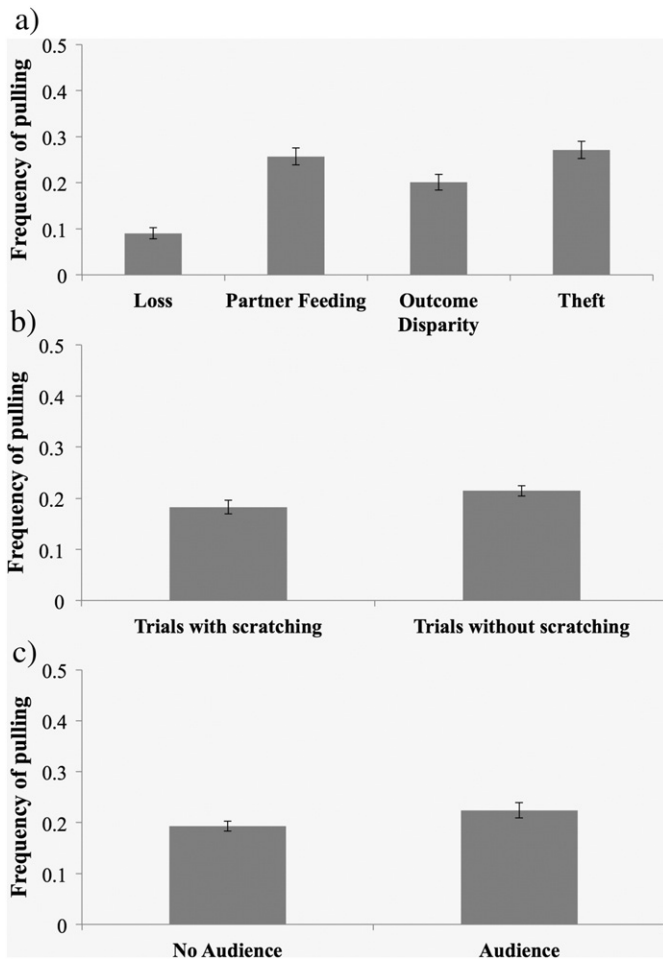 a)
Frequency of pulling
0.5
0.4
0.3
0.2
0.1
0
Loss Partner Feeding Outcome Theft
Disparity
b)
Frequency of pulling
0.5
0.4
0.3
0.2
0.1
0
Trials with scratching Trials without scratching
c)
Frequency of pulling
0.5
0.4
0.3
0.2
0.1
0
No Audience Audience